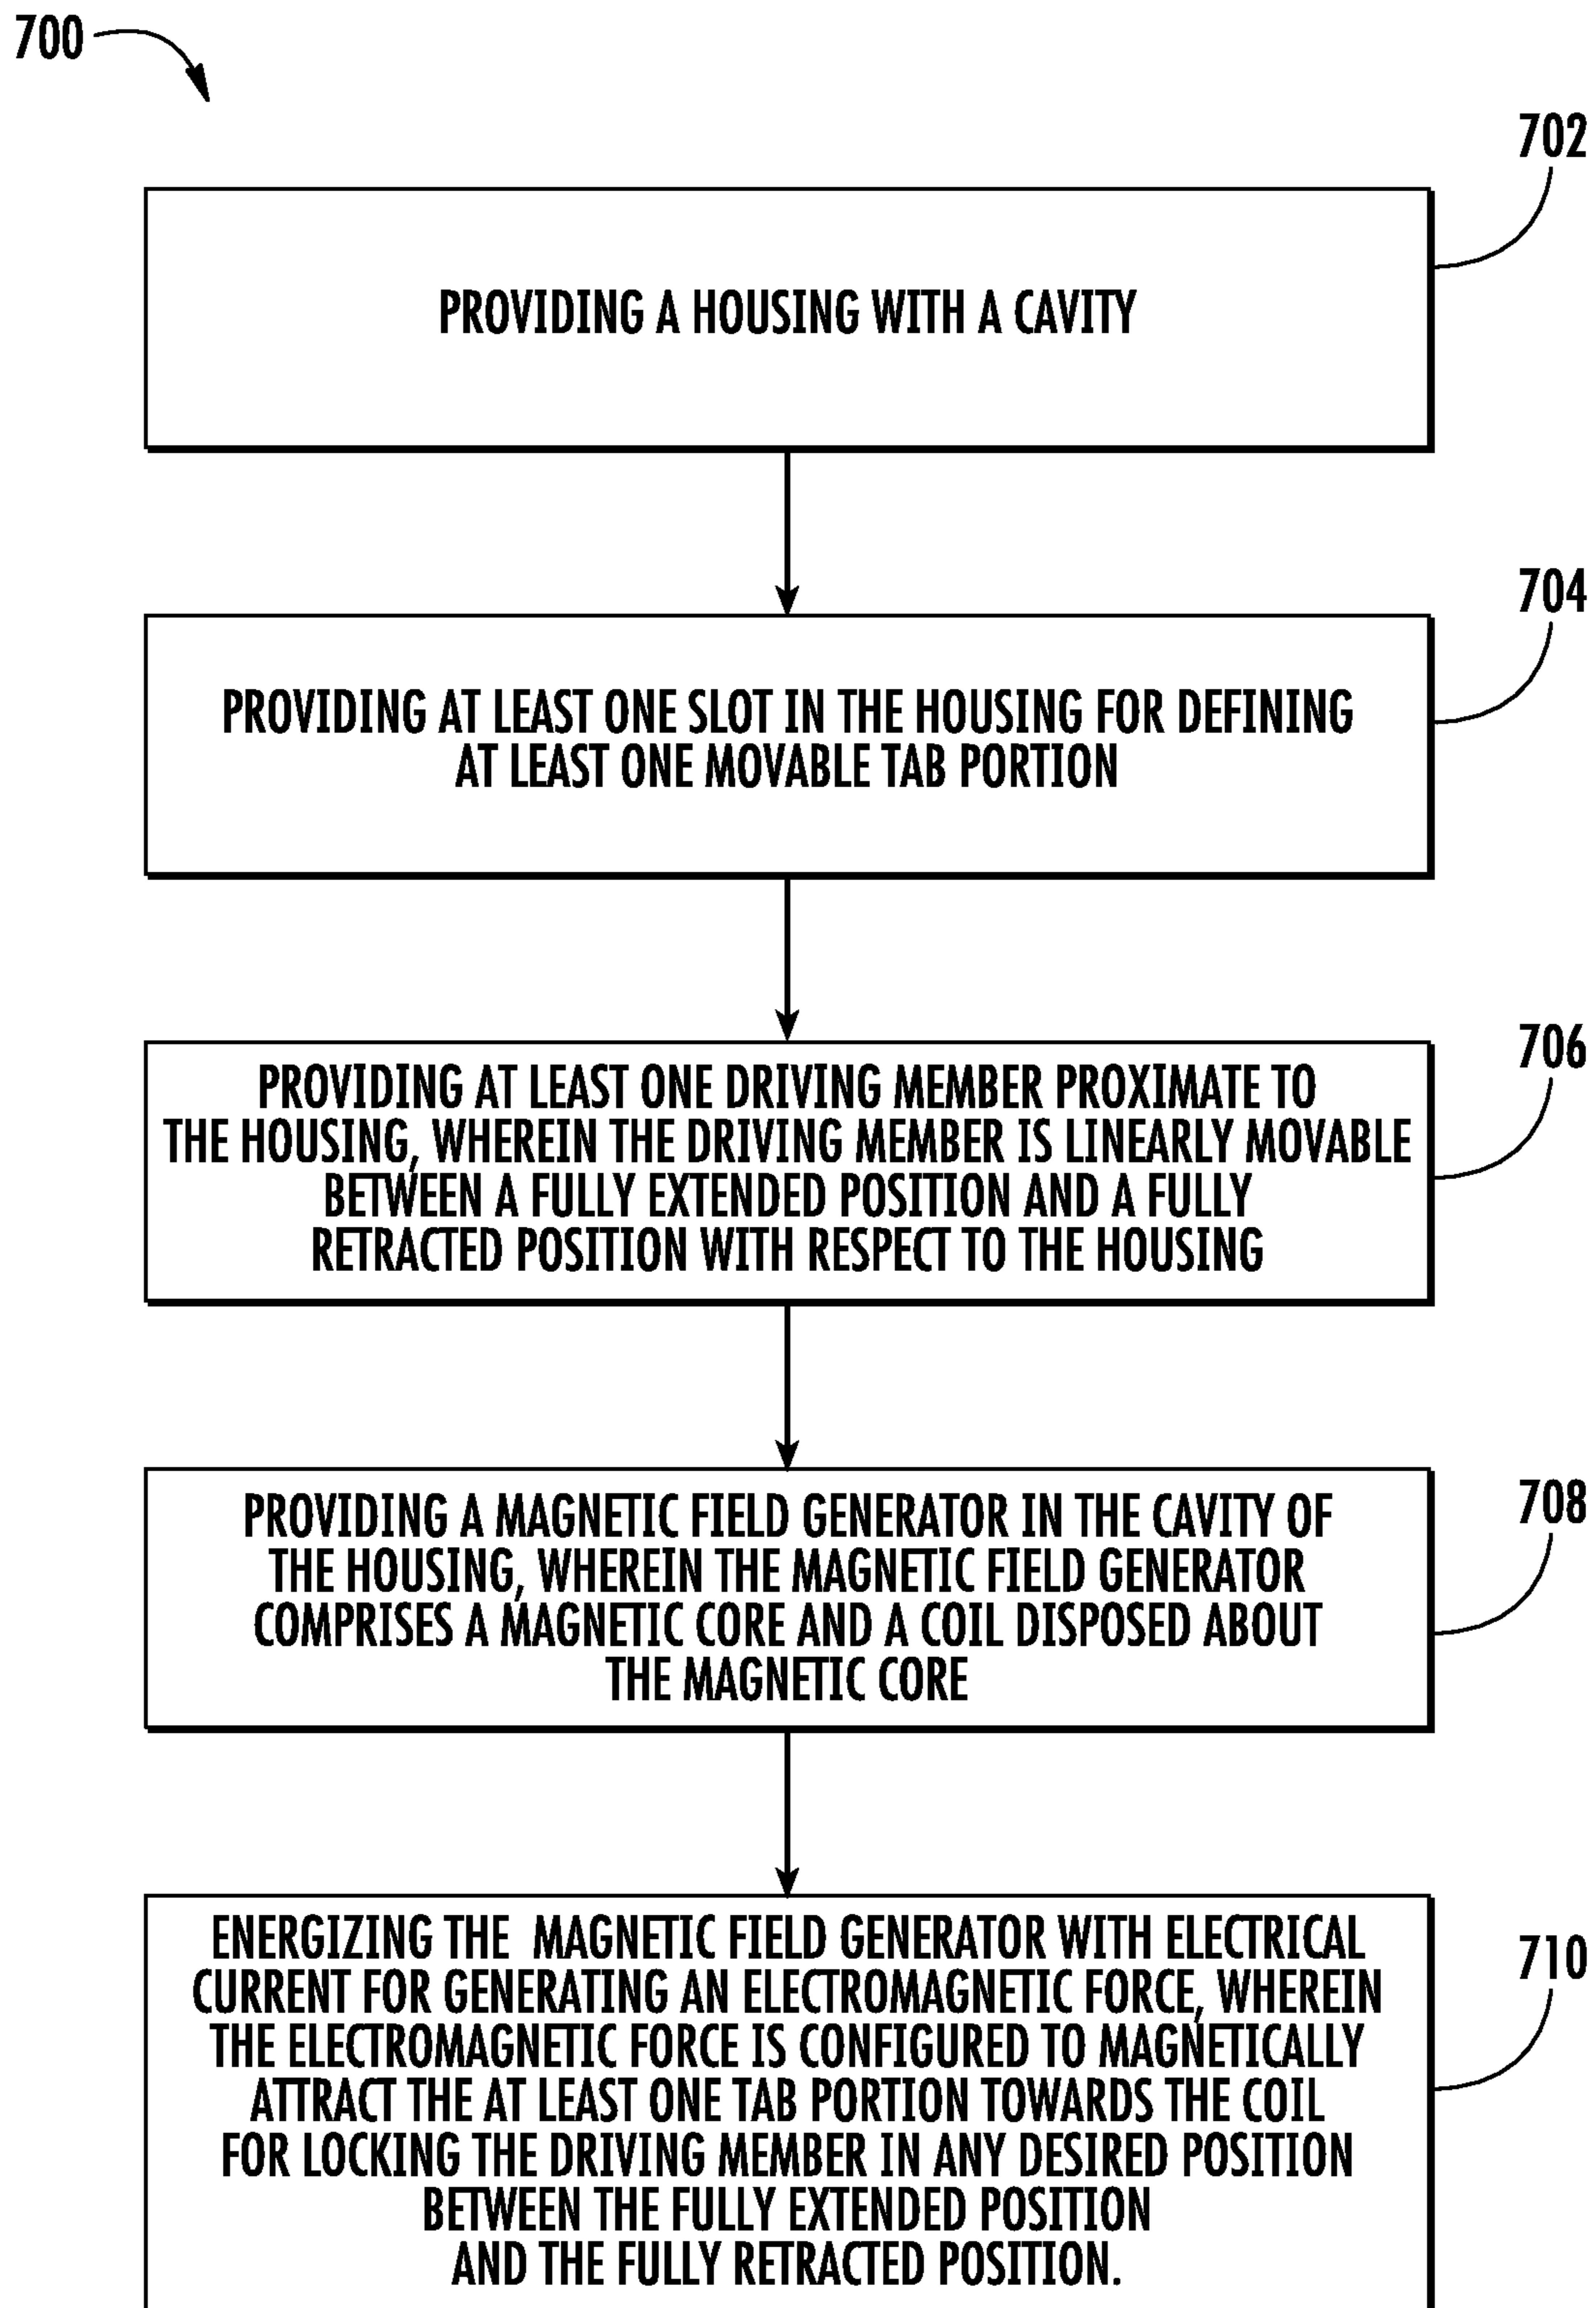 700
702
PROVIDING A HOUSING WITH A CAVITY
704
PROVIDING AT LEAST ONE SLOT IN THE HOUSING FOR DEFINING
AT LEAST ONE MOVABLE TAB PORTION
706
PROVIDING AT LEAST ONE DRIVING MEMBER PROXIMATE TO
THE HOUSING, WHEREIN THE DRIVING MEMBER IS LINEARLY MOVABLE
BETWEEN A FULLY EXTENDED POSITION AND A FULLY
RETRACTED POSITION WITH RESPECT TO THE HOUSING
708
PROVIDING A MAGNETIC FIELD GENERATOR IN THE CAVITY OF
THE HOUSING, WHEREIN THE MAGNETIC FIELD GENERATOR
COMPRISES A MAGNETIC CORE AND A COIL DISPOSED ABOUT
THE MAGNETIC CORE
710
ENERGIZING THE MAGNETIC FIELD GENERATOR WITH ELECTRICAL
CURRENT FOR GENERATING AN ELECTROMAGNETIC FORCE, WHEREIN
THE ELECTROMAGNETIC FORCE IS CONFIGURED TO MAGNETICALLY
ATTRACT THE AT LEAST ONE TAB PORTION TOWARDS THE COIL
FOR LOCKING THE DRIVING MEMBER IN ANY DESIRED POSITION
BETWEEN THE FULLY EXTENDED POSITION
AND THE FULLY RETRACTED POSITION.